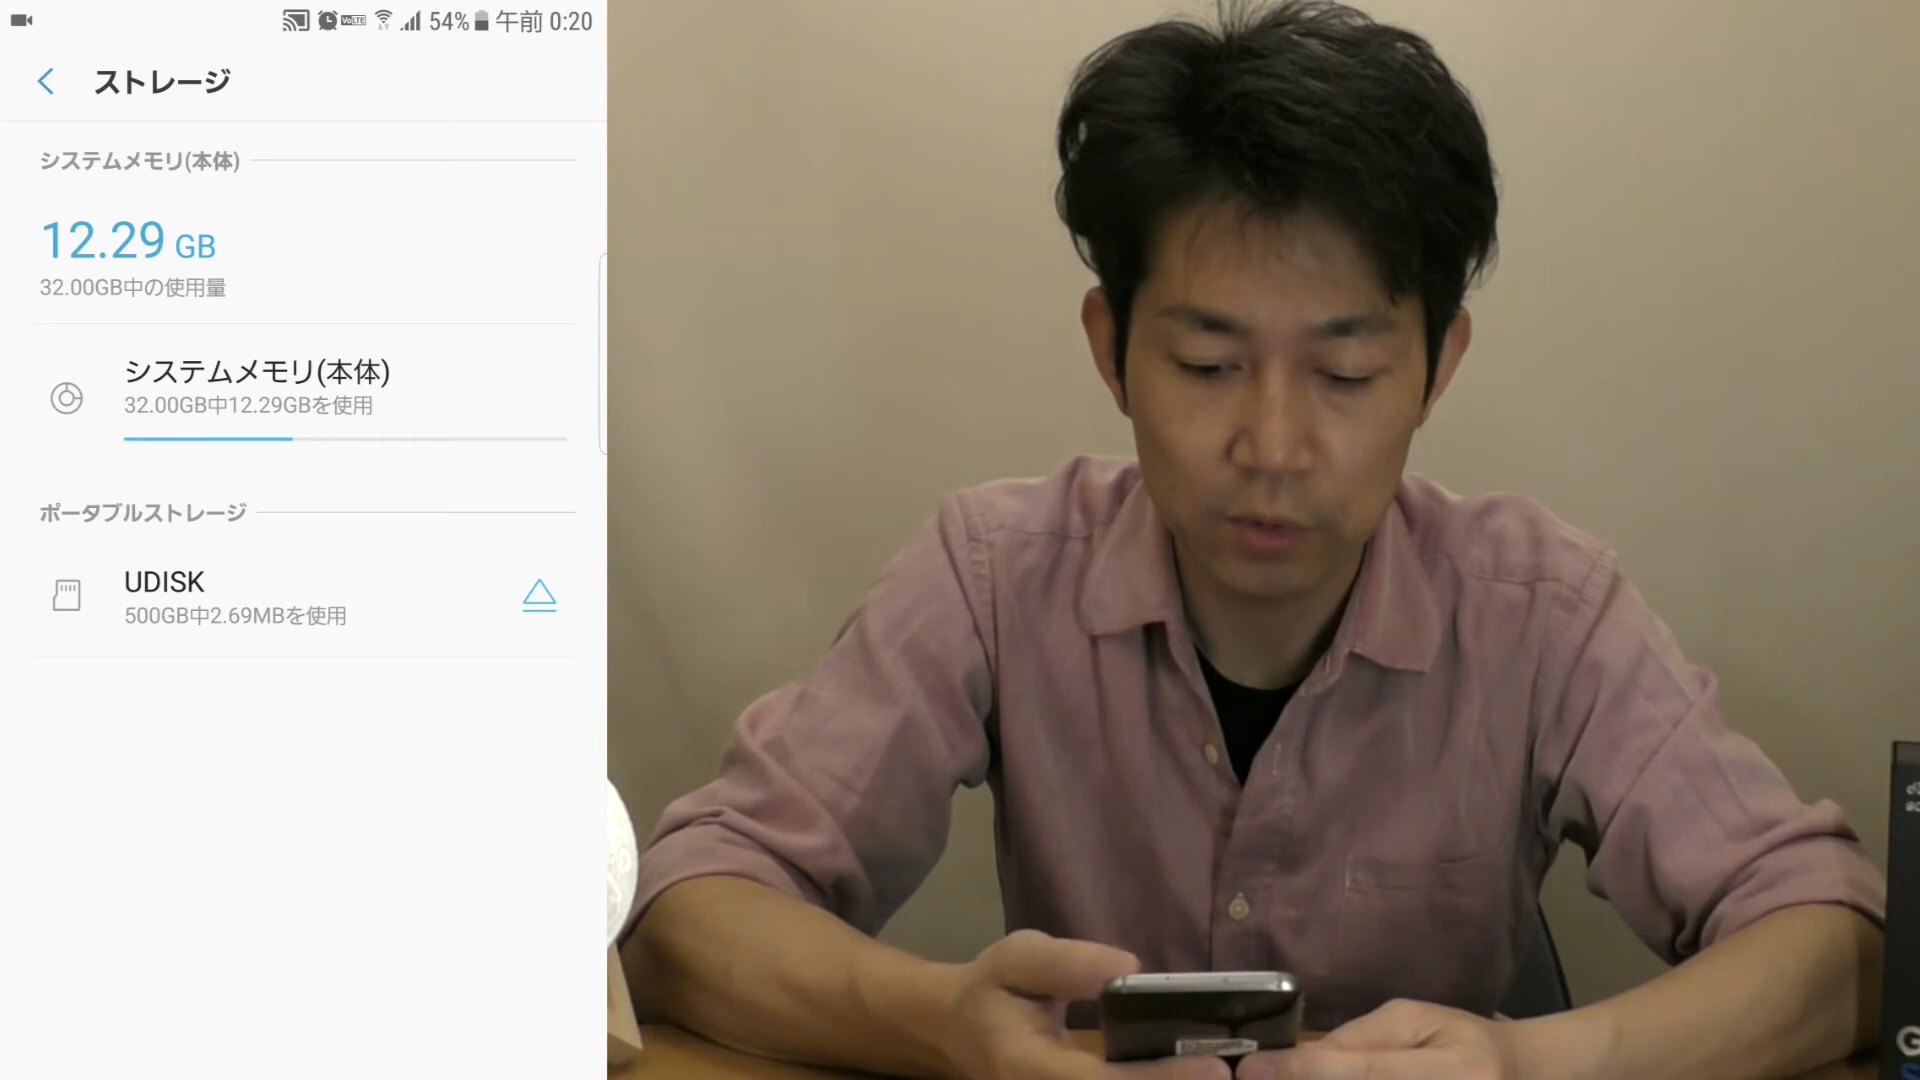 VoLTE 54% 午前 0:20
ストレージ
システムメモリ(本体)
12.29 GB
32.00GB中の使用量
システムメモリ(本体)
32.00GB中12.29GBを使用
ポータブルストレージ
UDISK
500GB中2.69MBを使用
G